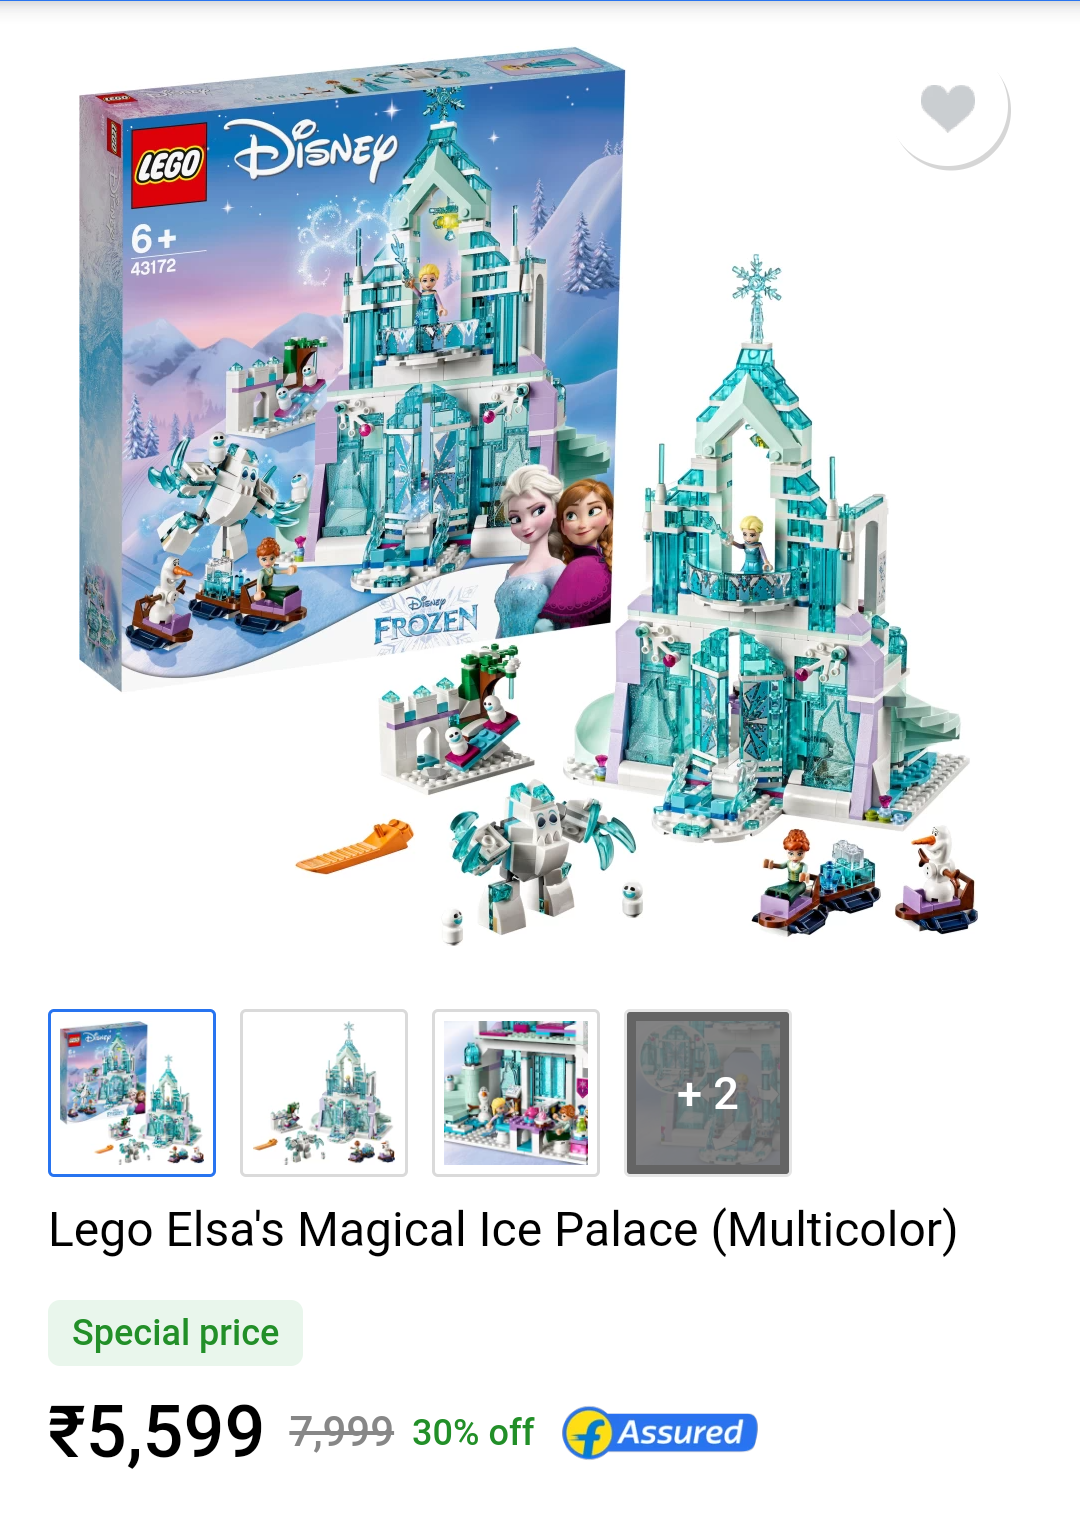 LEGO
DISNEY
6+
43172
DISNEY
FROZEN
+ 2
Lego Elsa's Magical Ice Palace (Multicolor)
Special price
₹5,599 7,999 30% off f Assured